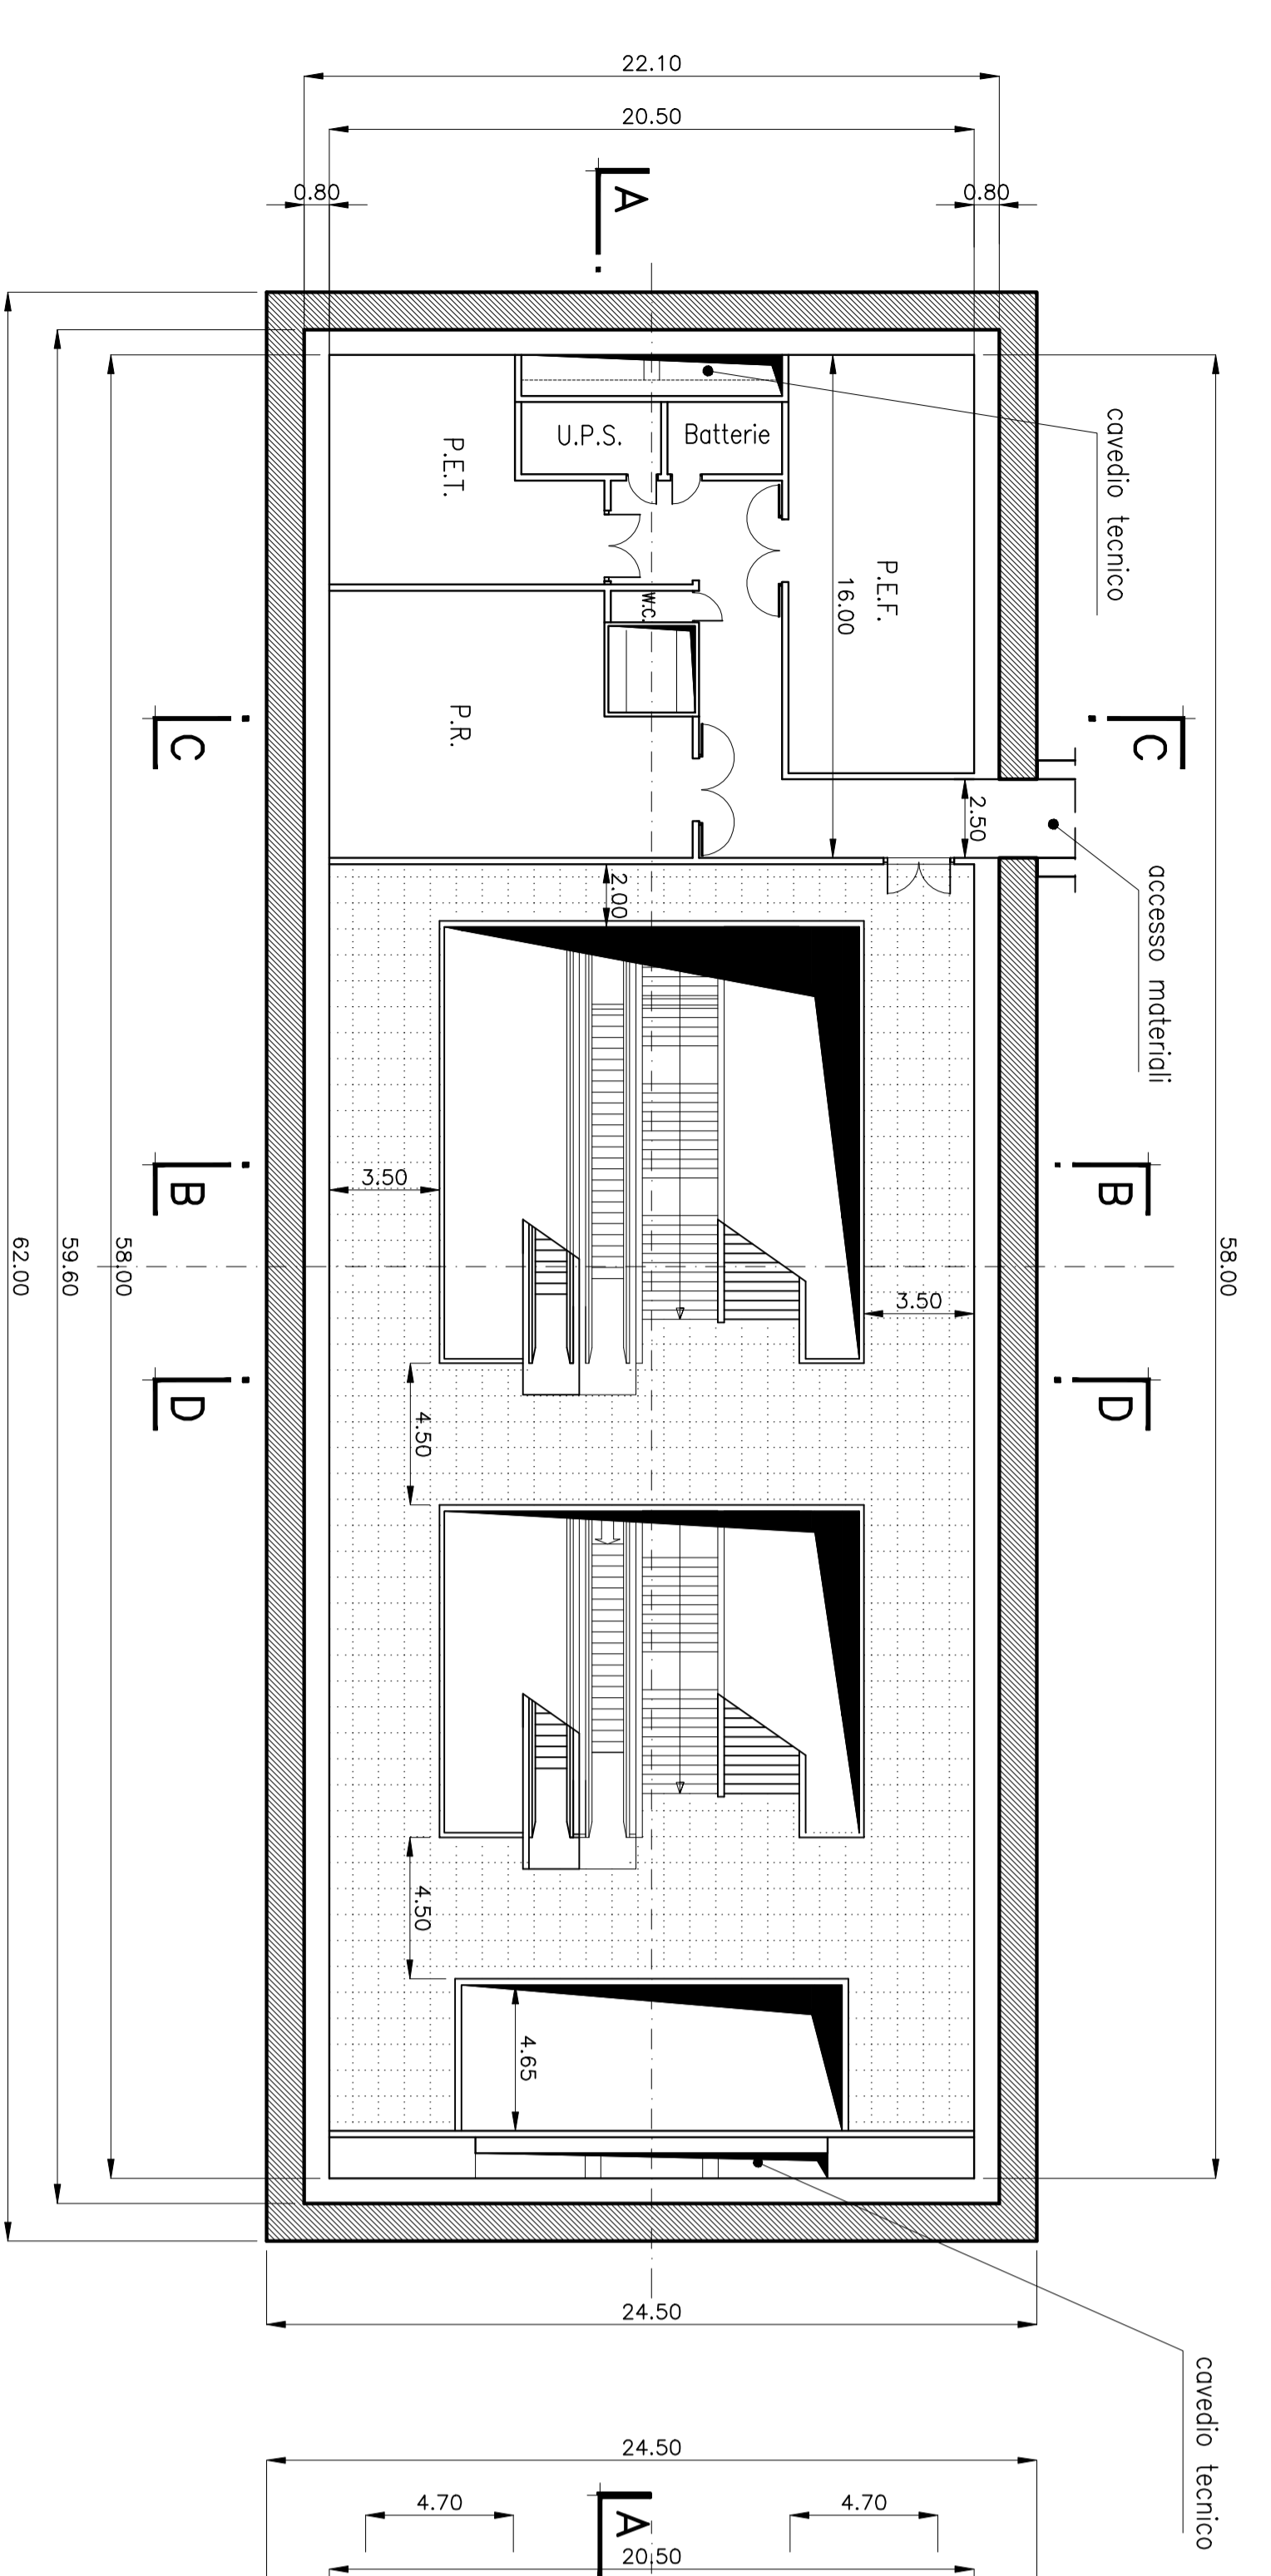 22.10
20.50
0.80
0.80
A
cavedio tecnico
U.P.S.
Batterie
P.E.T.
P.E.F.
16.00
W.C.
P.R.
C
C
2.50
accesso materiali
2.00
3.50
B
B
58.00
3.50
62.00
59.60
58.00
D
D
4.50
4.50
4.65
24.50
cavedio tecnico
24.50
4.70
4.70
A
20.50